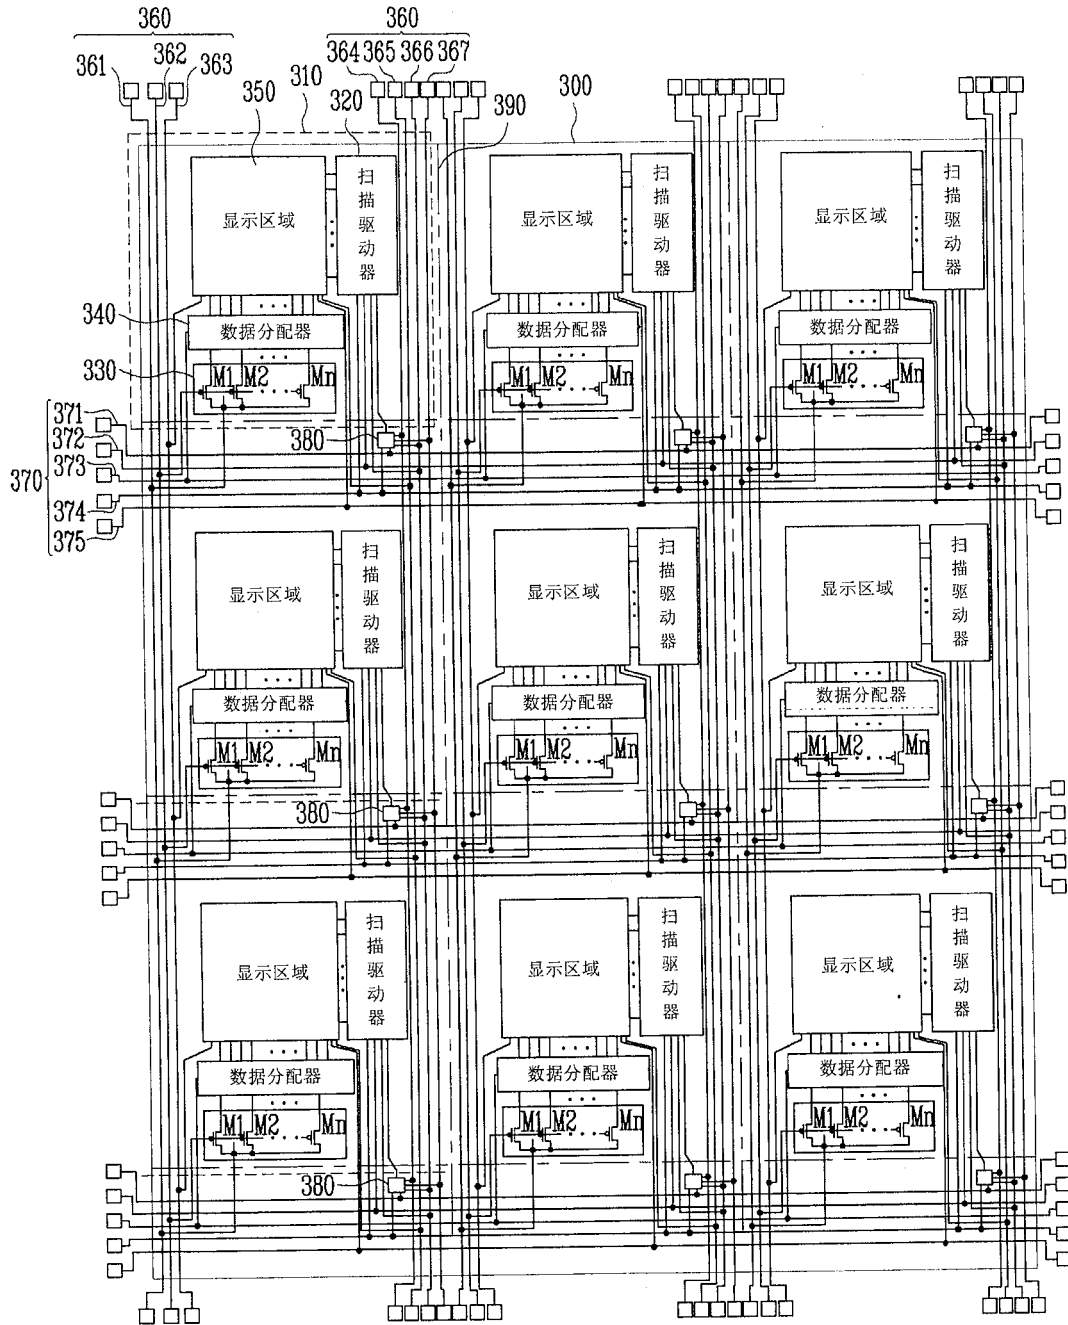 360 360
361 362 363 364 365 366 367
350 310 320 390 300
显示区域 扫描驱动器 显示区域 扫描驱动器 显示区域 扫描驱动器
340 数据分配器 数据分配器 数据分配器
330 M1 M2 Mn M1 M2 Mn M1 M2 Mn
371
372 380
373
370
374
375
显示区域 扫描驱动器 显示区域 扫描驱动器 显示区域 扫描驱动器
数据分配器 数据分配器 数据分配器
M1 M2 Mn M1 M2 Mn M1 M2 Mn
380
显示区域 扫描驱动器 显示区域 扫描驱动器 显示区域 扫描驱动器
数据分配器 数据分配器 数据分配器
M1 M2 Mn M1 M2 Mn M1 M2 Mn
380